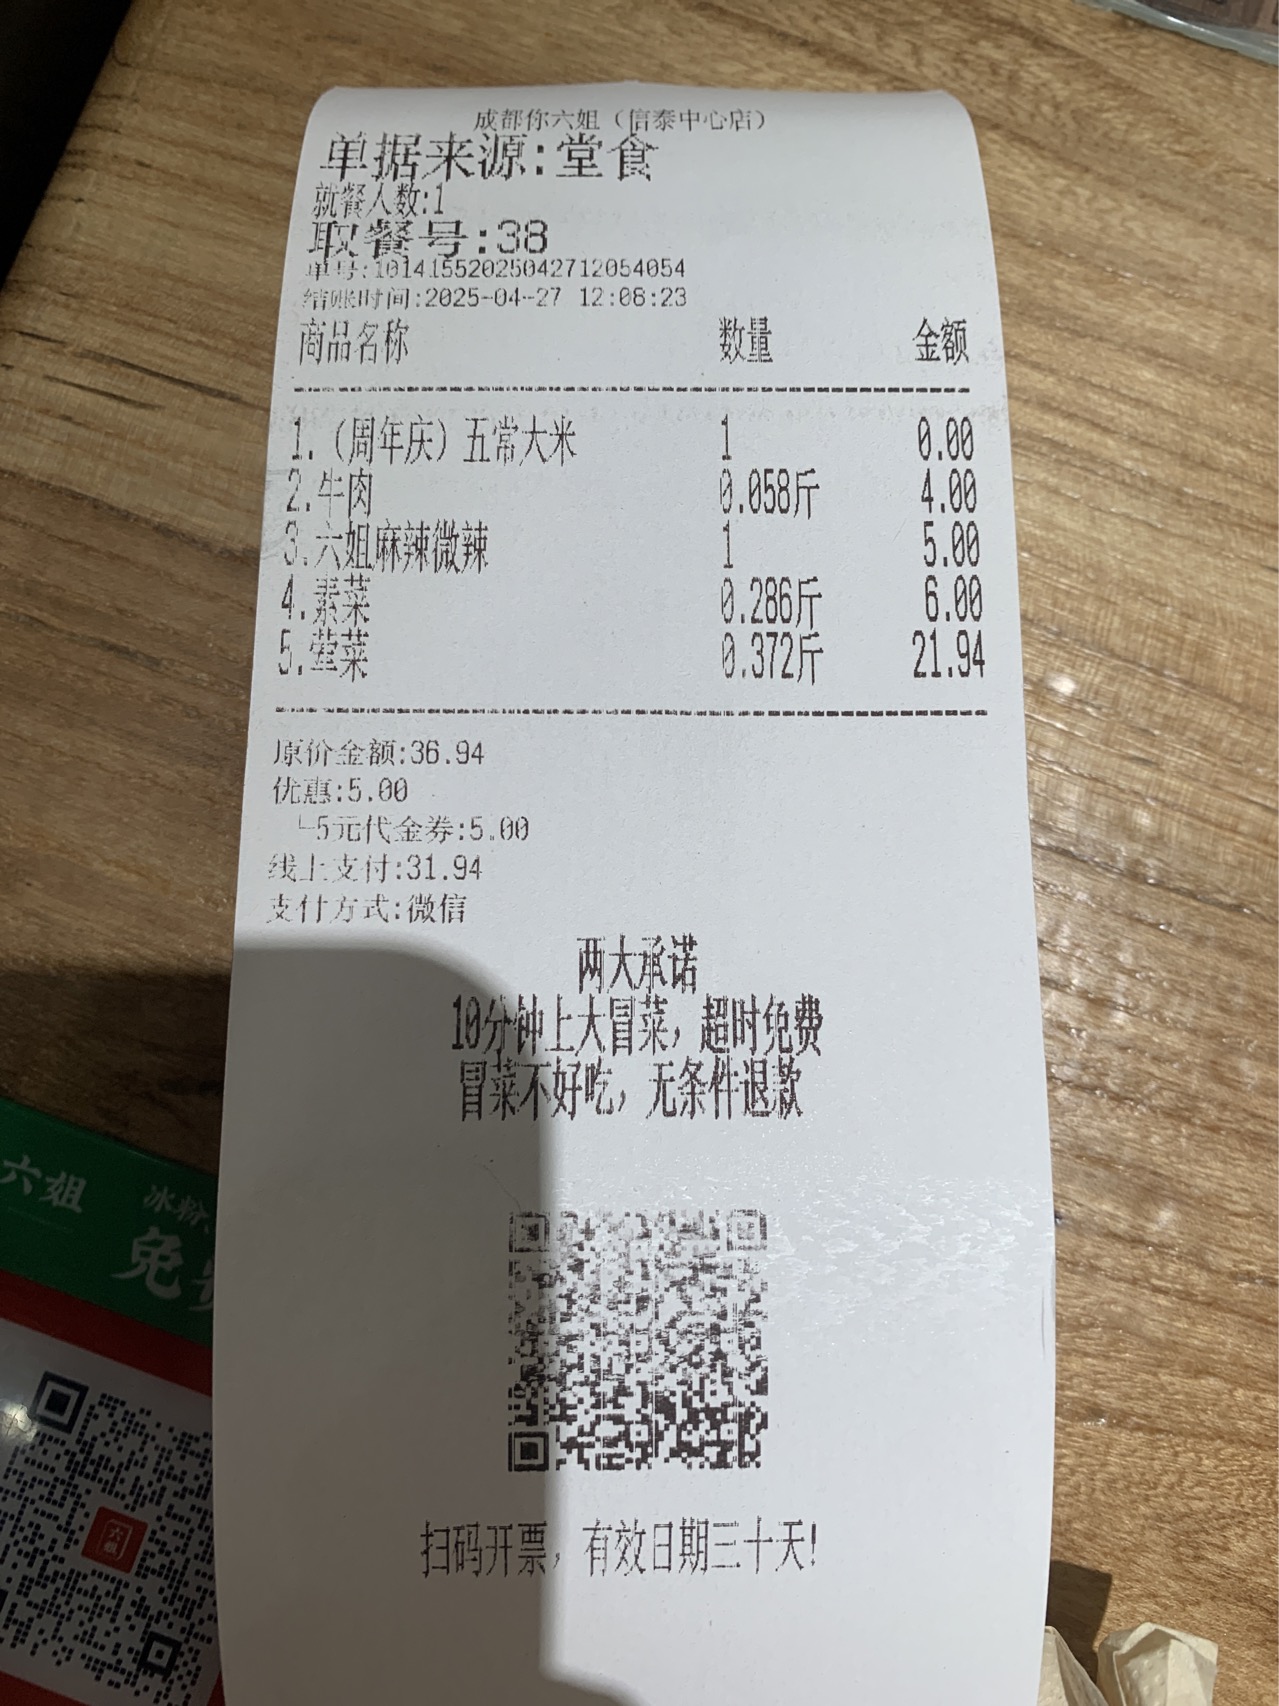 成都你六姐（信泰中心店）
单据来源:堂食
就餐人数:1
取餐号:38
单号:10141552025042712054054
结账时间:2025-04-27 12:08:23
商品名称 数量 金额
1.（周年庆）五常大米 1 0.00
2.牛肉 0.058斤 4.00
3.六姐麻辣微辣 1 5.00
4.素菜 0.286斤 6.00
5.荤菜 0.372斤 21.94
原价金额:36.94
优惠:5.00
└5元代金券:5.00
线上支付:31.94
支付方式:微信
两大承诺
10分钟上大冒菜，超时免费
冒菜不好吃，无条件退款
扫码开票，有效日期三十天!
六姐 冰粉
免
六姐